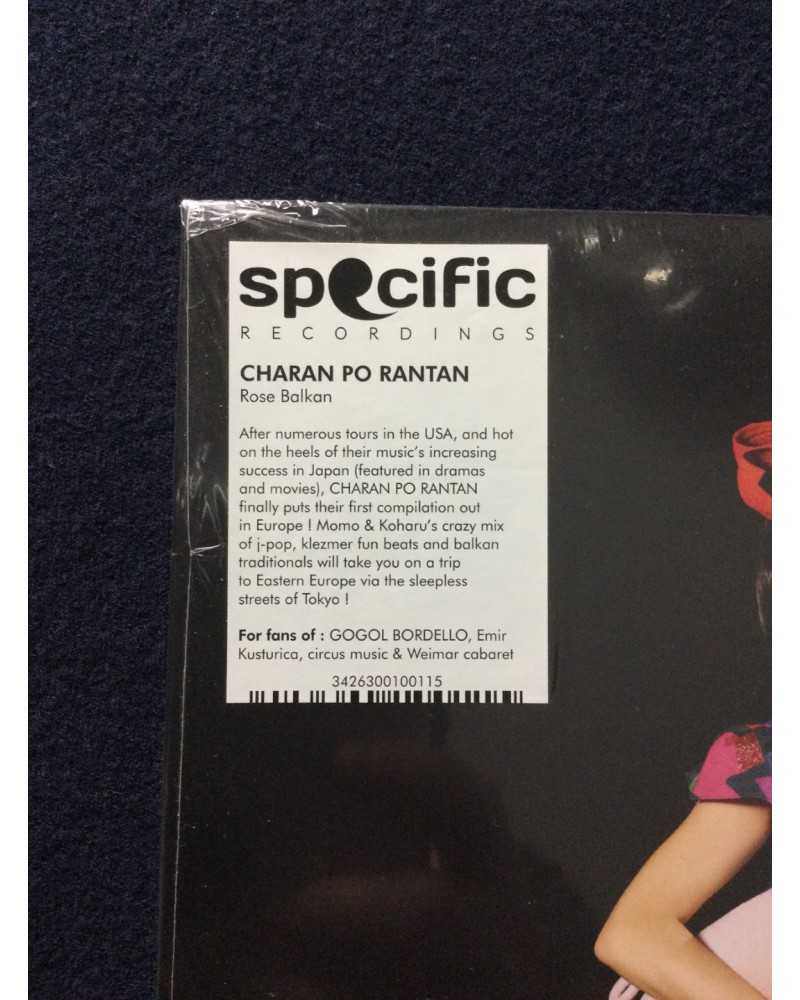 specific
RECORDINGS
CHARAN PO RANTAN
Rose Balkan
After numerous tours in the USA, and hot
on the heels of their music's increasing
success in Japan (featured in dramas
and movies), CHARAN PO RANTAN
finally puts their first compilation out
in Europe ! Momo & Koharu's crazy mix
of j-pop, klezmer fun beats and balkan
traditionals will take you on a trip
to Eastern Europe via the sleepless
streets of Tokyo !
For fans of : GOGOL BORDELLO, Emir
Kusturica, circus music & Weimar cabaret
3426300100115